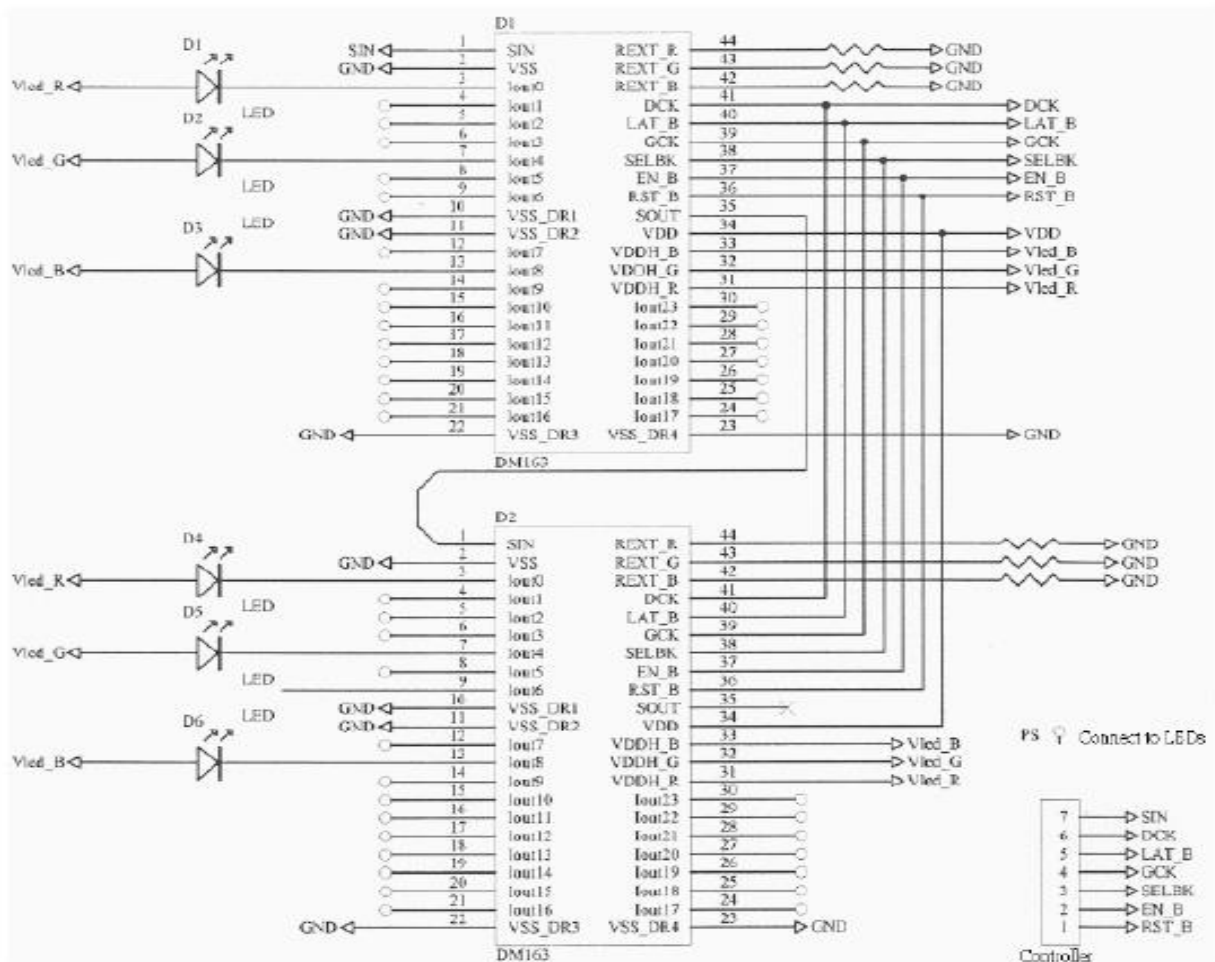 D1
SIN 1 SIN REXT_R 44 GND
GND 2 VSS REXT_G 43 GND
D1 Vled_R LED 3 Iout0 REXT_B 42 GND
4 Iout1 DCK 41 DCK
5 Iout2 LAT_B 40 LAT_B
6 Iout3 GCK 39 GCK
D2 Vled_G LED 7 Iout4 SELBK 38 SELBK
8 Iout5 EN_B 37 EN_B
9 Iout6 RST_B 36 RST_B
GND 10 VSS_DR1 SOUT 35
GND 11 VSS_DR2 VDD 34 VDD
12 Iout7 VDDH_B 33 Vled_B
D3 Vled_B 13 Iout8 VDDH_G 32 Vled_G
14 Iout9 VDDH_R 31 Vled_R
15 Iout10 Iout23 30
16 Iout11 Iout22 29
17 Iout12 Iout21 28
18 Iout13 Iout20 27
19 Iout14 Iout19 26
20 Iout15 Iout18 25
21 Iout16 Iout17 24
GND 22 VSS_DR3 VSS_DR4 23 GND
DM163
D2
1 SIN REXT_R 44 GND
GND 2 VSS REXT_G 43 GND
D4 Vled_R LED 3 Iout0 REXT_B 42 GND
4 Iout1 DCK 41
5 Iout2 LAT_B 40
6 Iout3 GCK 39
D5 Vled_G LED 7 Iout4 SELBK 38
8 Iout5 EN_B 37
9 Iout6 RST_B 36
GND 10 VSS_DR1 SOUT 35
GND 11 VSS_DR2 VDD 34
12 Iout7 VDDH_B 33 Vled_B
D6 Vled_B 13 Iout8 VDDH_G 32 Vled_G
14 Iout9 VDDH_R 31 Vled_R
15 Iout10 Iout23 30
16 Iout11 Iout22 29
17 Iout12 Iout21 28
18 Iout13 Iout20 27
19 Iout14 Iout19 26
20 Iout15 Iout18 25
21 Iout16 Iout17 24
GND 22 VSS_DR3 VSS_DR4 23 GND
DM163
PS Connect to LEDs
7 SIN
6 DCK
5 LAT_B
4 GCK
3 SELBK
2 EN_B
1 RST_B
Controller